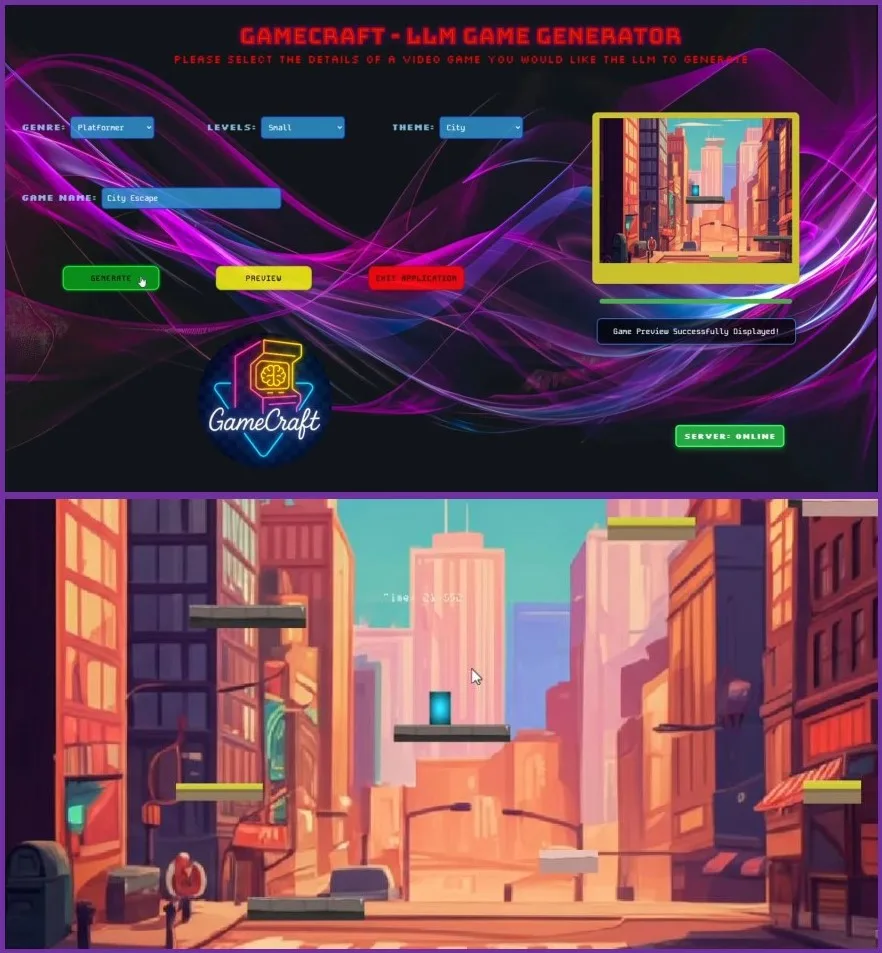 GAMECRAFT - LLM GAME GENERATOR
PLEASE SELECT THE DETAILS OF A VIDEO GAME YOU WOULD LIKE THE LLM TO GENERATE
GENRE: Platformer LEVELS: Small THEME: City
GAME NAME: City Escape
GENERATE PREVIEW EXIT APPLICATION
Game Preview Successfully Displayed!
GameCraft
SERVER: ONLINE